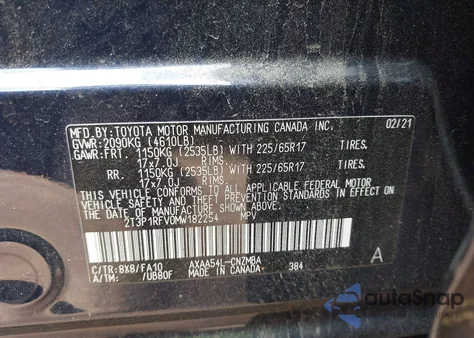 MFD.BY:TOYOTA MOTOR MANUFACTURING CANADA INC. 02/21
GVWR:2090KG (4610LB)
GAWR:FRT. 1150KG (2535LB) WITH 225/65R17 TIRES.
17x7.0J RIMS
RR. 1150KG (2535LB) WITH 225/65R17 TIRES.
17x7.0J RIMS
THIS VEHICLE CONFORMS TO ALL APPLICABLE FEDERAL MOTOR
VEHICLE SAFETY AND THEFT PREVENTION STANDARDS IN EFFECT
ON THE DATE OF MANUFACTURE SHOWN ABOVE.
2T3P1RFV0MW182254 MPV
C/TR:8X8/FA10 AXAA54L-CNZMBA A
A/TM: /UB80F MADE IN CANADA 384
autoSnap